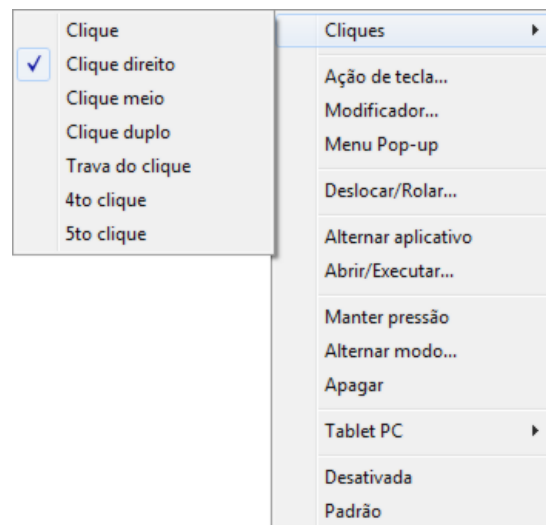 Clique
Clique direito
Clique meio
Clique duplo
Trava do clique
4to clique
5to clique
Cliques
Ação de tecla...
Modificador...
Menu Pop-up
Deslocar/Rolar...
Alternar aplicativo
Abrir/Executar...
Manter pressão
Alternar modo...
Apagar
Tablet PC
Desativada
Padrão